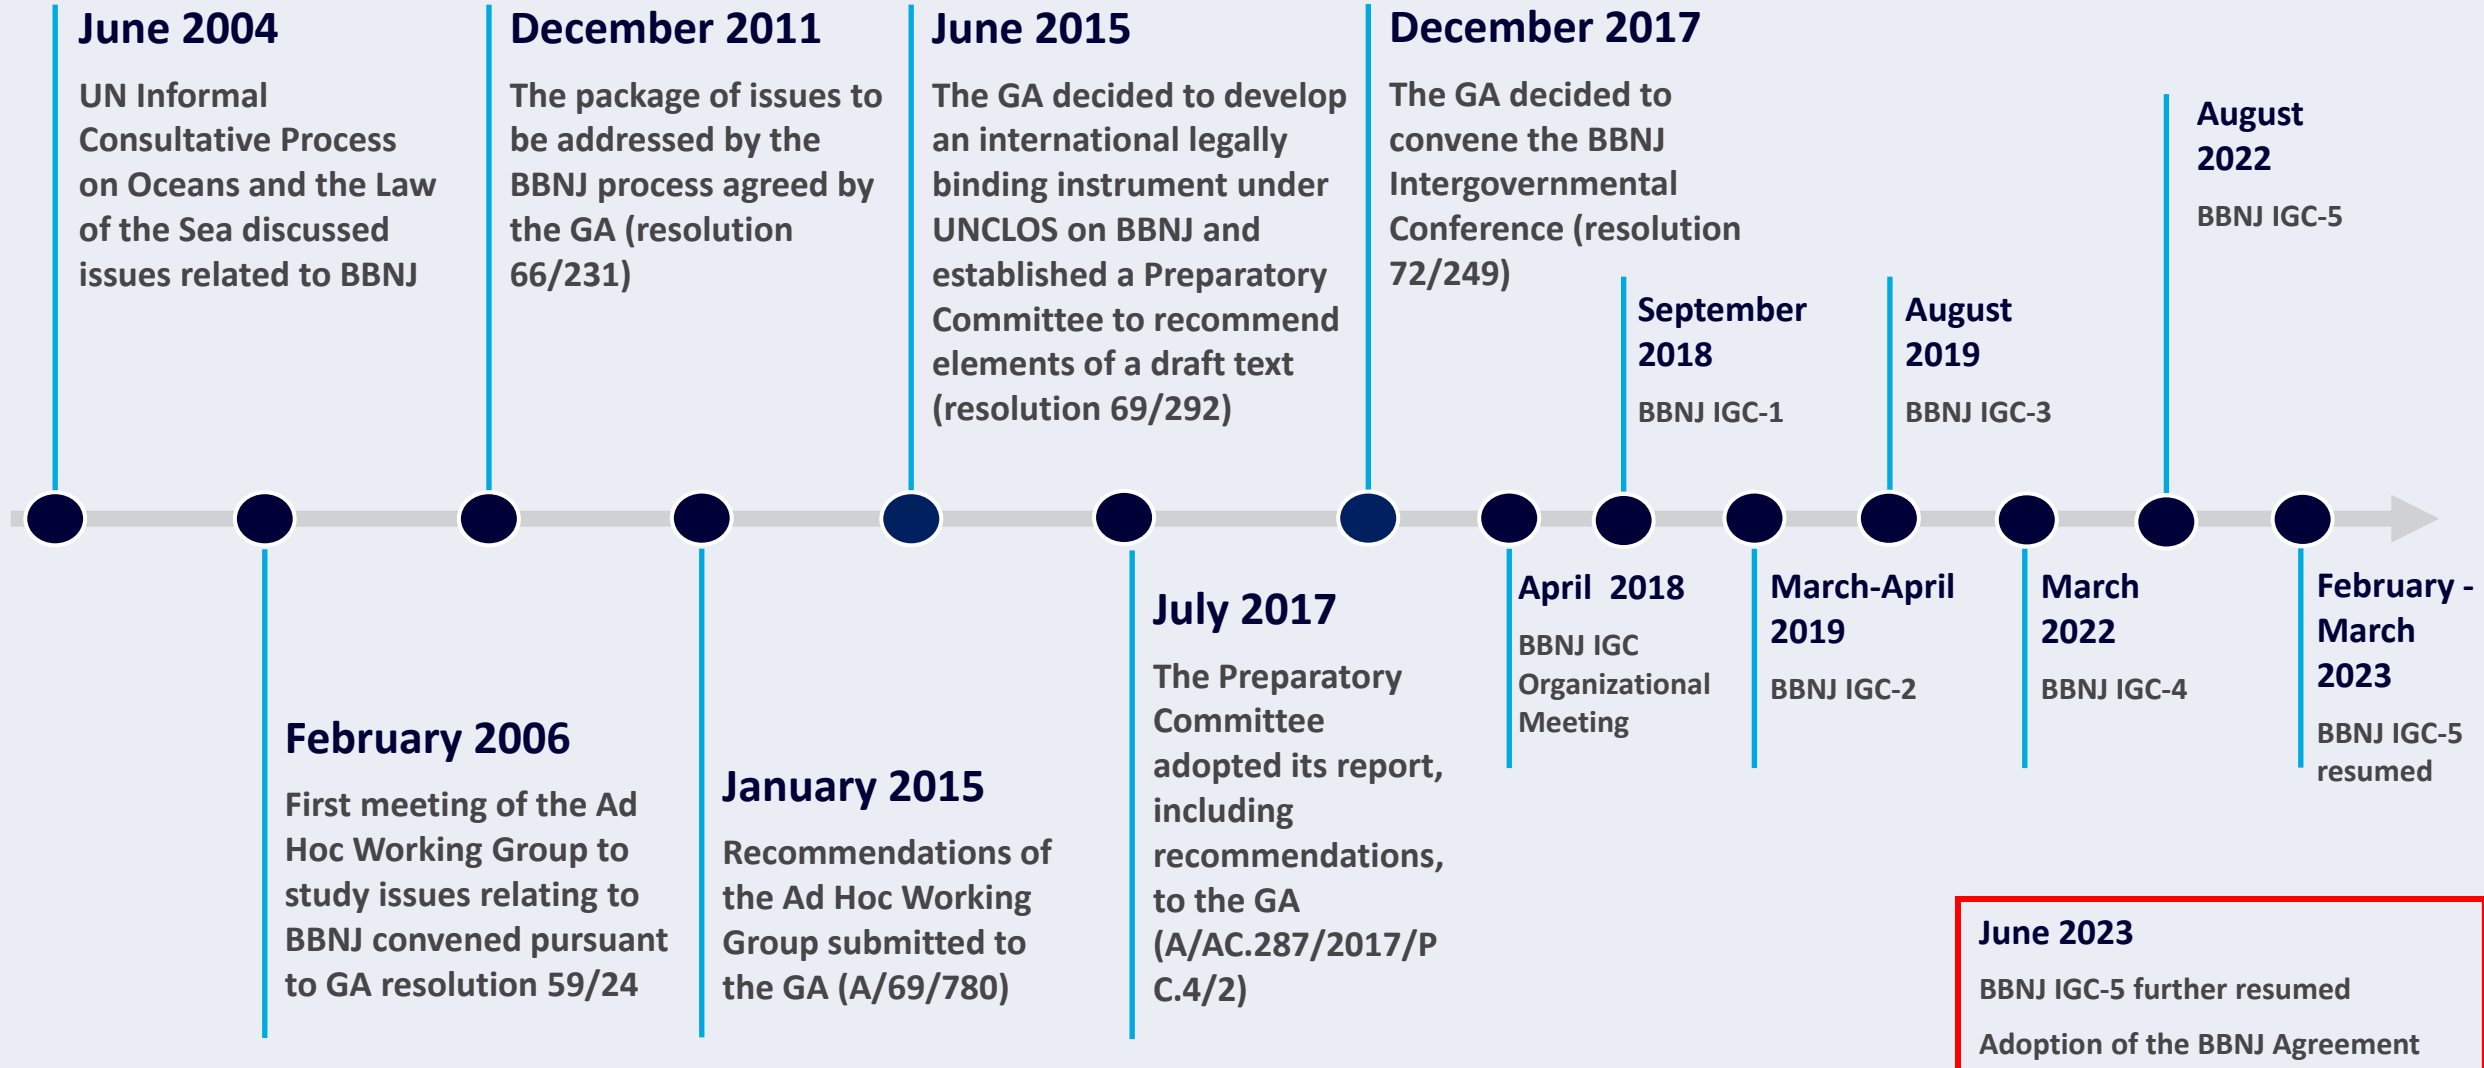 June 2004
UN Informal
Consultative Process
on Oceans and the Law
of the Sea discussed
issues related to BBNJ
February 2006
First meeting of the Ad
Hoc Working Group to
study issues relating to
BBNJ convened pursuant
to GA resolution 59/24
December 2011
The package of issues to
be addressed by the
BBNJ process agreed by
the GA (resolution
66/231)
January 2015
Recommendations of
the Ad Hoc Working
Group submitted to
the GA (A/69/780)
June 2015
The GA decided to develop
an international legally
binding instrument under
UNCLOS on BBNJ and
established a Preparatory
Committee to recommend
elements of a draft text
(resolution 69/292)
July 2017
The Preparatory
Committee
adopted its report,
including
recommendations,
to the GA
(A/AC.287/2017/P
C.4/2)
December 2017
The GA decided to
convene the BBNJ
Intergovernmental
Conference (resolution
72/249)
April 2018
BBNJ IGC
Organizational
Meeting
September
2018
BBNJ IGC-1
March-April
2019
BBNJ IGC-2
August
2019
BBNJ IGC-3
March
2022
BBNJ IGC-4
August
2022
BBNJ IGC-5
February -
March
2023
BBNJ IGC-5
resumed
June 2023
BBNJ IGC-5 further resumed
Adoption of the BBNJ Agreement